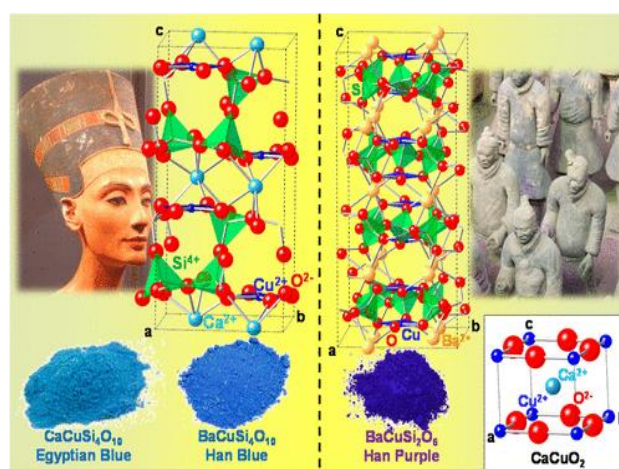 c
Si⁴⁺
Cu²⁺
O²⁻
Ca²⁺
a
b
c
Si
O
Cu
Ba²⁺
a
b
CaCuSi₄O₁₀
Egyptian Blue
BaCuSi₄O₁₀
Han Blue
BaCuSi₂O₆
Han Purple
c
Ca²⁺
Cu²⁺
O²⁻
a
CaCuO₂